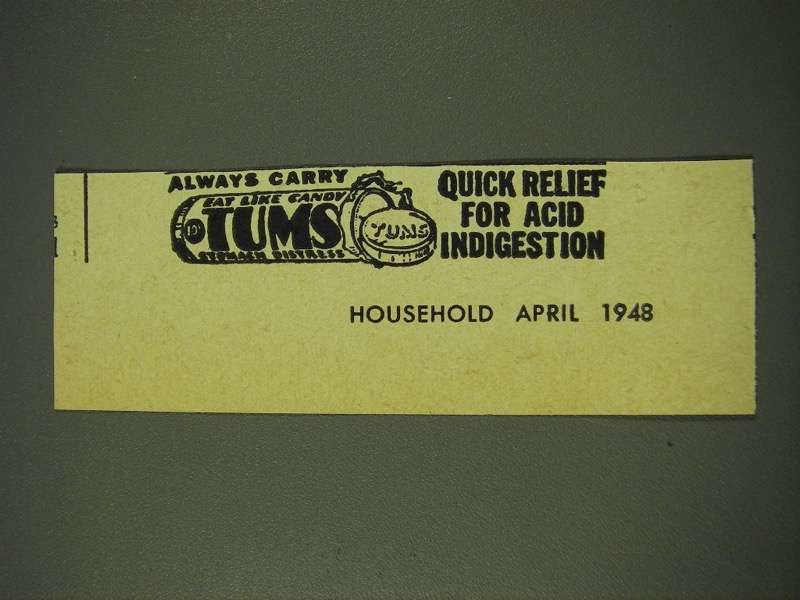 ALWAYS CARRY
EAT LIKE CANDY
10¢
TUMS
STOMACH DISTRESS
TUMS
QUICK RELIEF
FOR ACID
INDIGESTION
HOUSEHOLD APRIL 1948